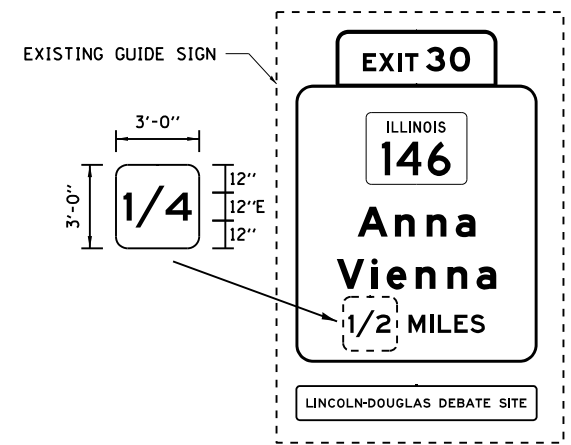 EXISTING GUIDE SIGN
EXIT 30
ILLINOIS
146
Anna
Vienna
1/2 MILES
LINCOLN-DOUGLAS DEBATE SITE
3'-0"
3'-0"
1/4
12"
12"E
12"